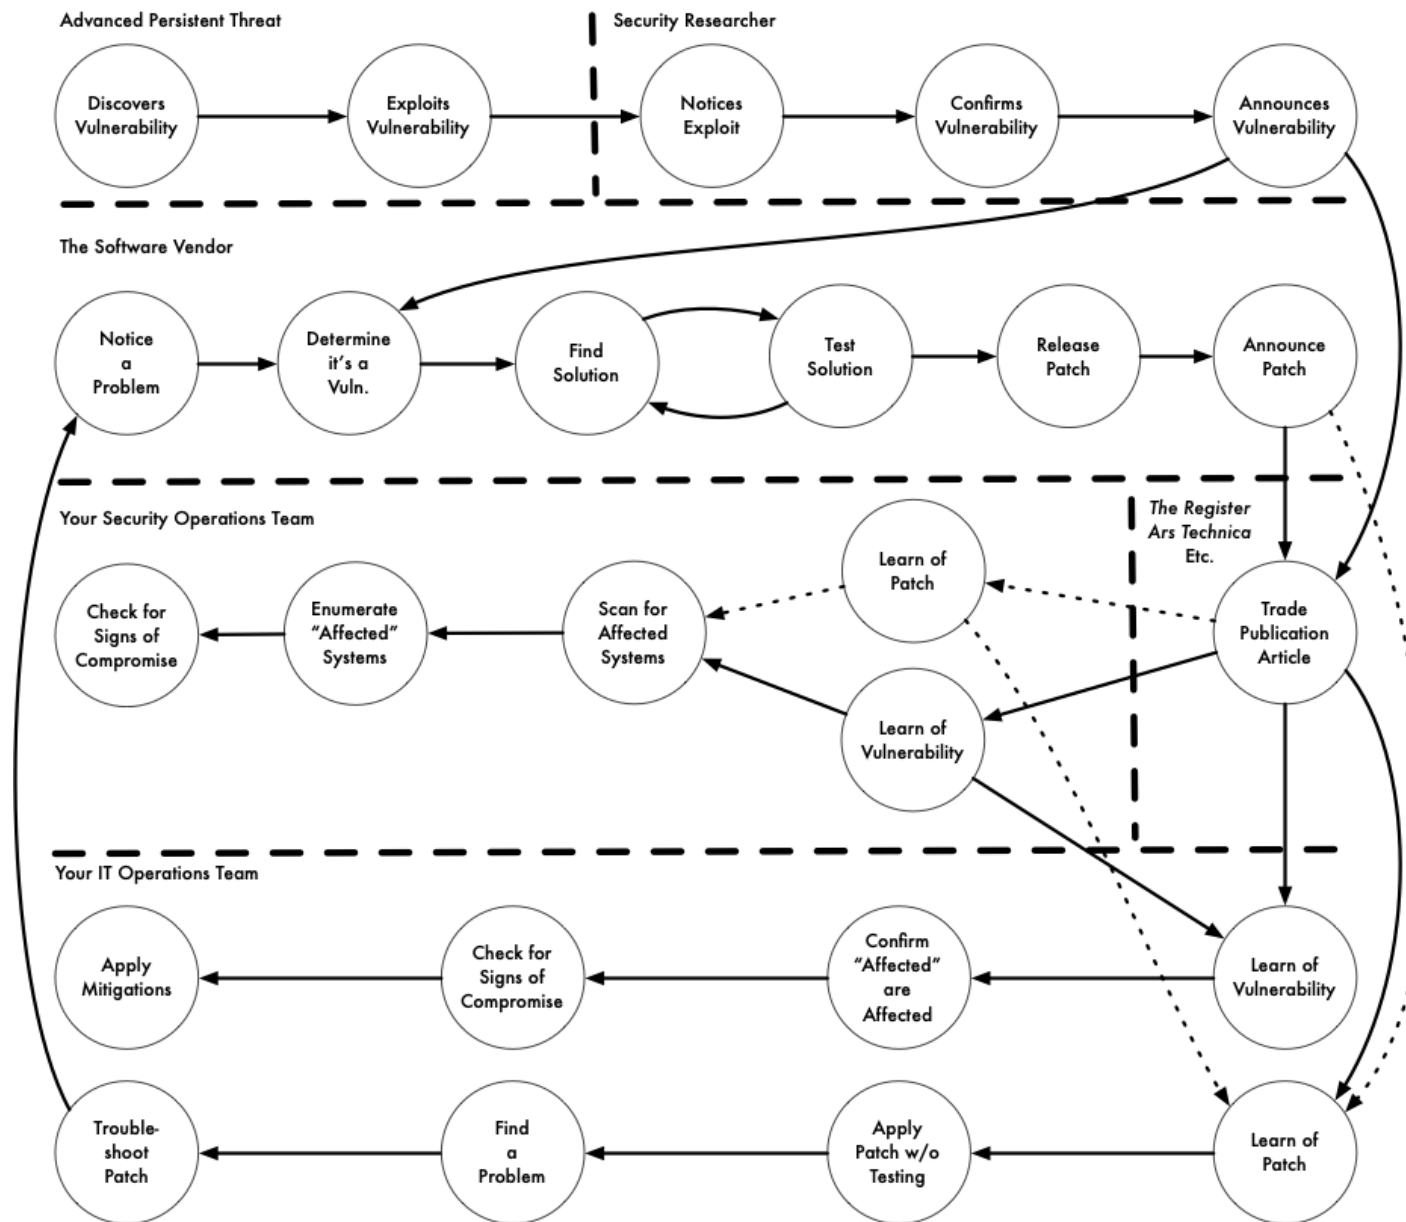 Advanced Persistent Threat
Security Researcher
Discovers
Vulnerability
Exploits
Vulnerability
Notices
Exploit
Confirms
Vulnerability
Announces
Vulnerability
The Software Vendor
Notice
a
Problem
Determine
it's a
Vuln.
Find
Solution
Test
Solution
Release
Patch
Announce
Patch
Your Security Operations Team
The Register
Ars Technica
Etc.
Check for
Signs of
Compromise
Enumerate
“Affected”
Systems
Scan for
Affected
Systems
Learn of
Patch
Learn of
Vulnerability
Trade
Publication
Article
Your IT Operations Team
Apply
Mitigations
Check for
Signs of
Compromise
Confirm
“Affected”
are
Affected
Learn of
Vulnerability
Trouble-
shoot
Patch
Find
a
Problem
Apply
Patch w/o
Testing
Learn of
Patch